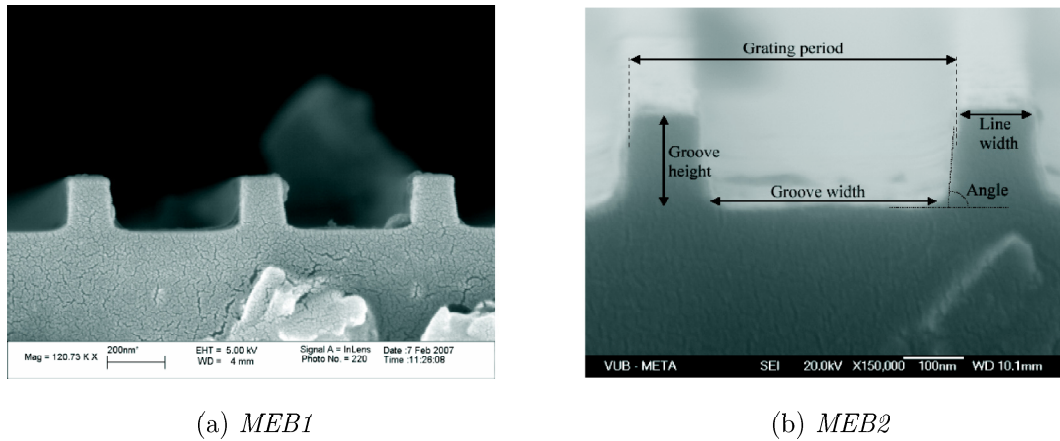 Mag = 120.73 K X
200nm*
EHT = 5.00 kV
WD = 4 mm
Signal A = InLens
Photo No. = 220
Date :7 Feb 2007
Time :11:26:08
Grating period
Groove
height
Line
width
Groove width
Angle
VUB - META SEI 20.0kV X150,000 100nm WD 10.1mm
(a) MEB1
(b) MEB2